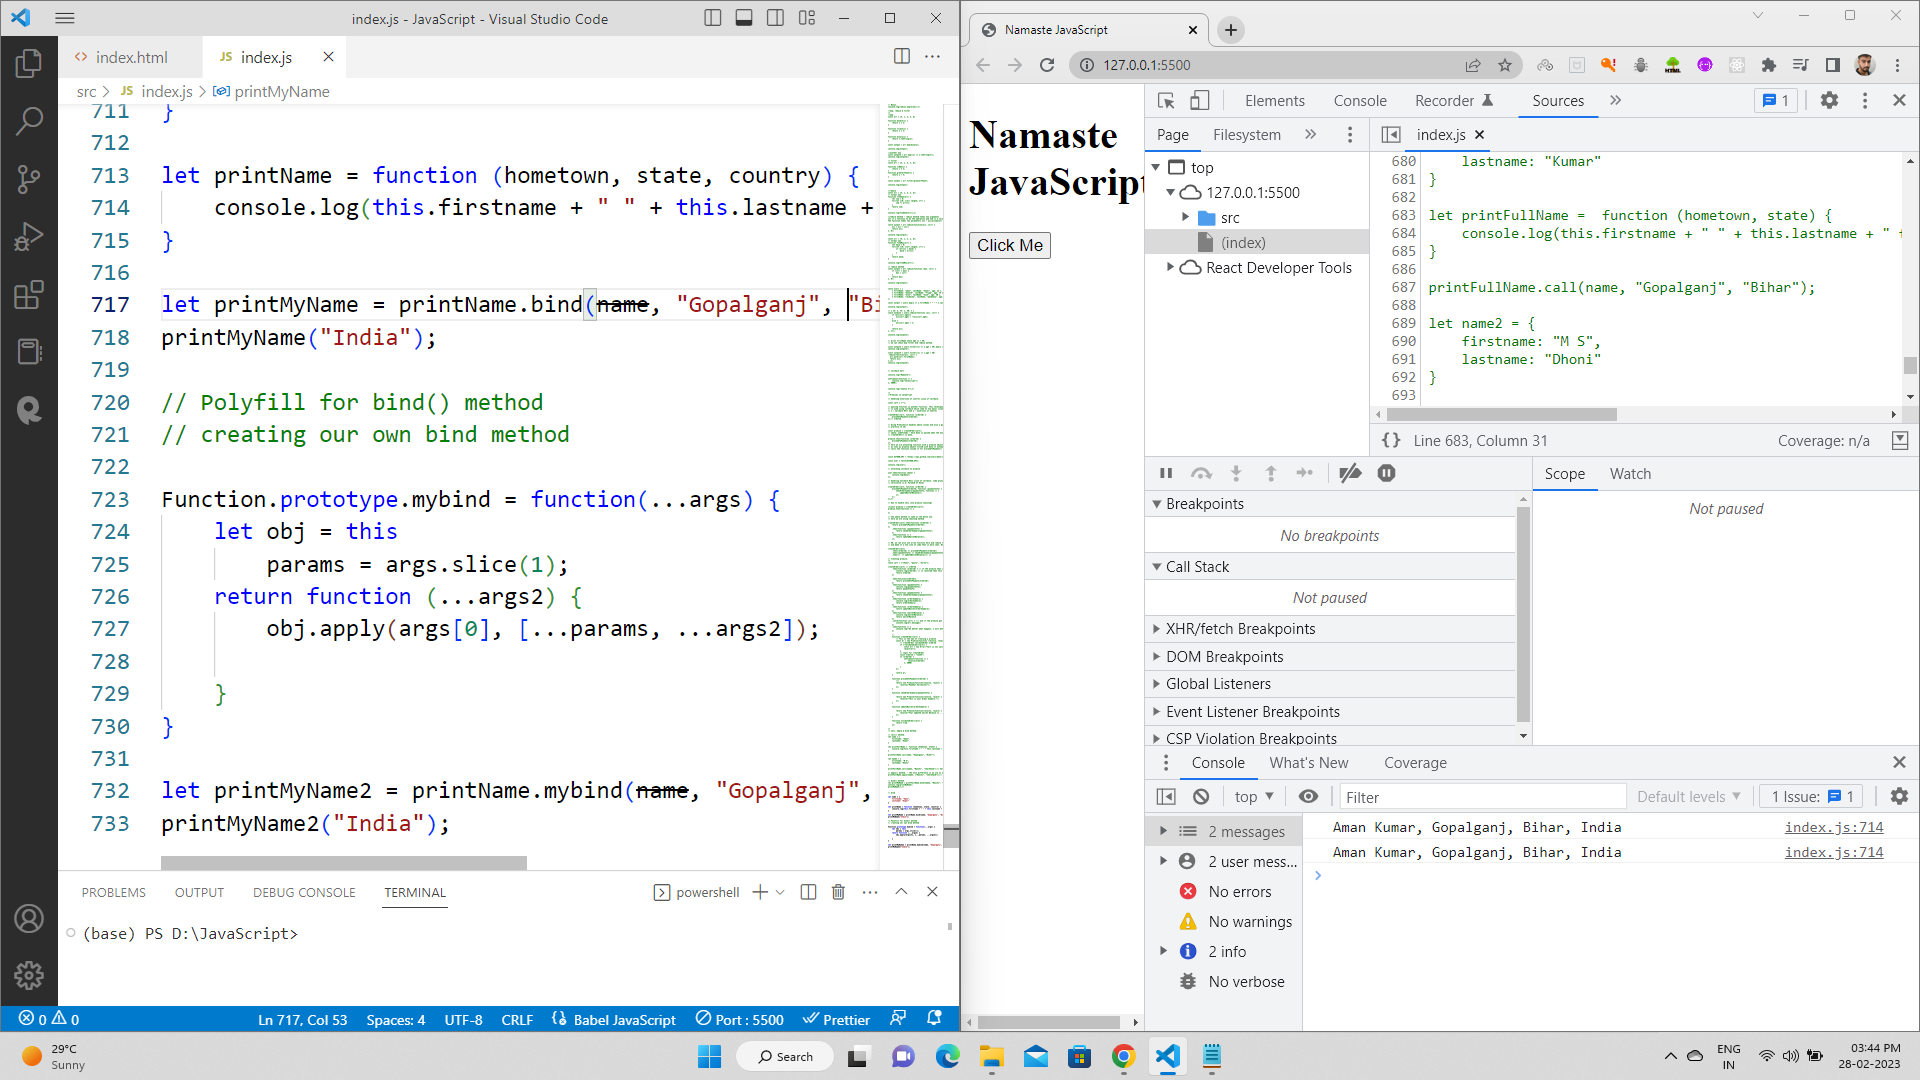 index.js - JavaScript - Visual Studio Code
index.html
JS index.js
src > JS index.js > printMyName
711 }
712
713 let printName = function (hometown, state, country) {
714 console.log(this.firstname + " " + this.lastname +
715 }
716
717 let printMyName = printName.bind(name, "Gopalganj", "Bi
718 printMyName("India");
719
720 // Polyfill for bind() method
721 // creating our own bind method
722
723 Function.prototype.mybind = function(...args) {
724 let obj = this
725 params = args.slice(1);
726 return function (...args2) {
727 obj.apply(args[0], [...params, ...args2]);
728
729 }
730 }
731
732 let printMyName2 = printName.mybind(name, "Gopalganj",
733 printMyName2("India");
PROBLEMS OUTPUT DEBUG CONSOLE TERMINAL
powershell
(base) PS D:\JavaScript>
0 0
Ln 717, Col 53 Spaces: 4 UTF-8 CRLF Babel JavaScript Port : 5500 Prettier
Namaste JavaScript
127.0.0.1:5500
Namaste
JavaScript
Click Me
Elements Console Recorder Sources 1
Page Filesystem
top
127.0.0.1:5500
src
(index)
React Developer Tools
index.js
680 lastname: "Kumar"
681 }
682
683 let printFullName = function (hometown, state) {
684 console.log(this.firstname + " " + this.lastname + "
685 }
686
687 printFullName.call(name, "Gopalganj", "Bihar");
688
689 let name2 = {
690 firstname: "M S",
691 lastname: "Dhoni"
692 }
693
{} Line 683, Column 31 Coverage: n/a
Scope Watch
Not paused
Breakpoints
No breakpoints
Call Stack
Not paused
XHR/fetch Breakpoints
DOM Breakpoints
Global Listeners
Event Listener Breakpoints
CSP Violation Breakpoints
Console What's New Coverage
top Filter Default levels 1 Issue: 1
2 messages
2 user mess...
No errors
No warnings
2 info
No verbose
Aman Kumar, Gopalganj, Bihar, India index.js:714
Aman Kumar, Gopalganj, Bihar, India index.js:714
29°C
Sunny
Search
ENG
IN
03:44 PM
28-02-2023